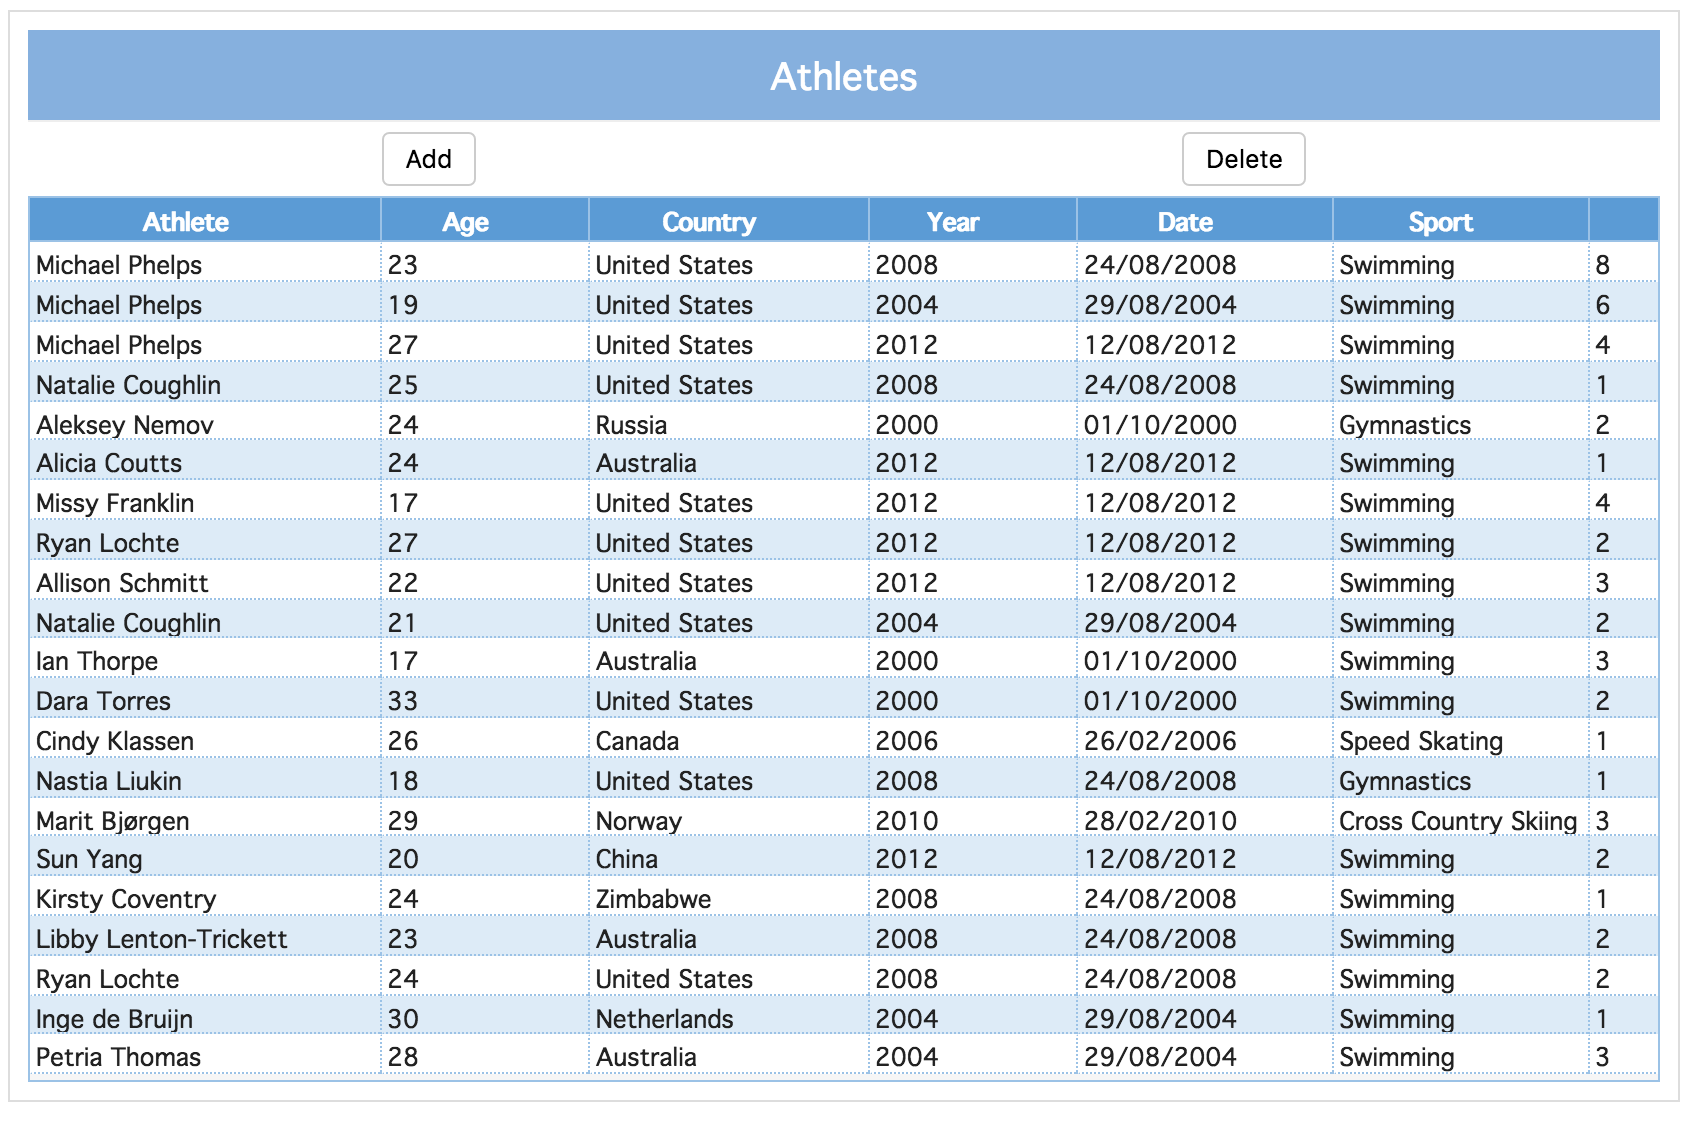 Athletes
Add Delete
Athlete Age Country Year Date Sport
Michael Phelps 23 United States 2008 24/08/2008 Swimming 8
Michael Phelps 19 United States 2004 29/08/2004 Swimming 6
Michael Phelps 27 United States 2012 12/08/2012 Swimming 4
Natalie Coughlin 25 United States 2008 24/08/2008 Swimming 1
Aleksey Nemov 24 Russia 2000 01/10/2000 Gymnastics 2
Alicia Coutts 24 Australia 2012 12/08/2012 Swimming 1
Missy Franklin 17 United States 2012 12/08/2012 Swimming 4
Ryan Lochte 27 United States 2012 12/08/2012 Swimming 2
Allison Schmitt 22 United States 2012 12/08/2012 Swimming 3
Natalie Coughlin 21 United States 2004 29/08/2004 Swimming 2
Ian Thorpe 17 Australia 2000 01/10/2000 Swimming 3
Dara Torres 33 United States 2000 01/10/2000 Swimming 2
Cindy Klassen 26 Canada 2006 26/02/2006 Speed Skating 1
Nastia Liukin 18 United States 2008 24/08/2008 Gymnastics 1
Marit Bjørgen 29 Norway 2010 28/02/2010 Cross Country Skiing 3
Sun Yang 20 China 2012 12/08/2012 Swimming 2
Kirsty Coventry 24 Zimbabwe 2008 24/08/2008 Swimming 1
Libby Lenton-Trickett 23 Australia 2008 24/08/2008 Swimming 2
Ryan Lochte 24 United States 2008 24/08/2008 Swimming 2
Inge de Bruijn 30 Netherlands 2004 29/08/2004 Swimming 1
Petria Thomas 28 Australia 2004 29/08/2004 Swimming 3